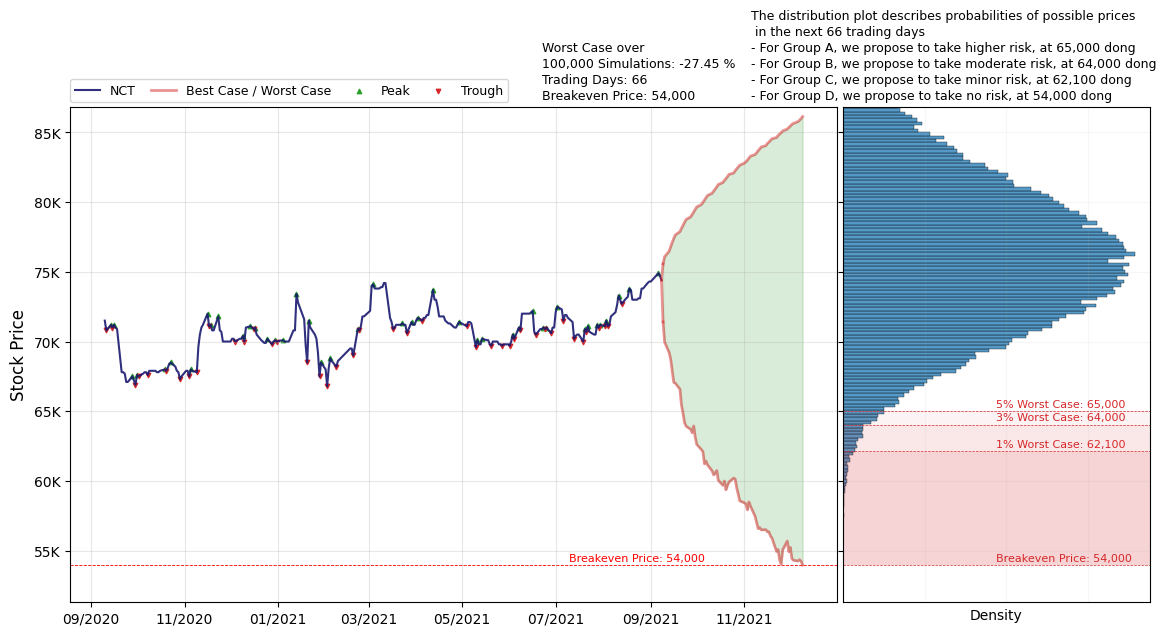 The distribution plot describes probabilities of possible prices
in the next 66 trading days
- For Group A, we propose to take higher risk, at 65,000 dong
- For Group B, we propose to take moderate risk, at 64,000 dong
- For Group C, we propose to take minor risk, at 62,100 dong
- For Group D, we propose to take no risk, at 54,000 dong
Worst Case over
100,000 Simulations: -27.45 %
Trading Days: 66
Breakeven Price: 54,000
NCT
Best Case / Worst Case
Peak
Trough
Stock Price
85K
80K
75K
70K
65K
60K
55K
Breakeven Price: 54,000
09/2020
11/2020
01/2021
03/2021
05/2021
07/2021
09/2021
11/2021
5% Worst Case: 65,000
3% Worst Case: 64,000
1% Worst Case: 62,100
Breakeven Price: 54,000
Density